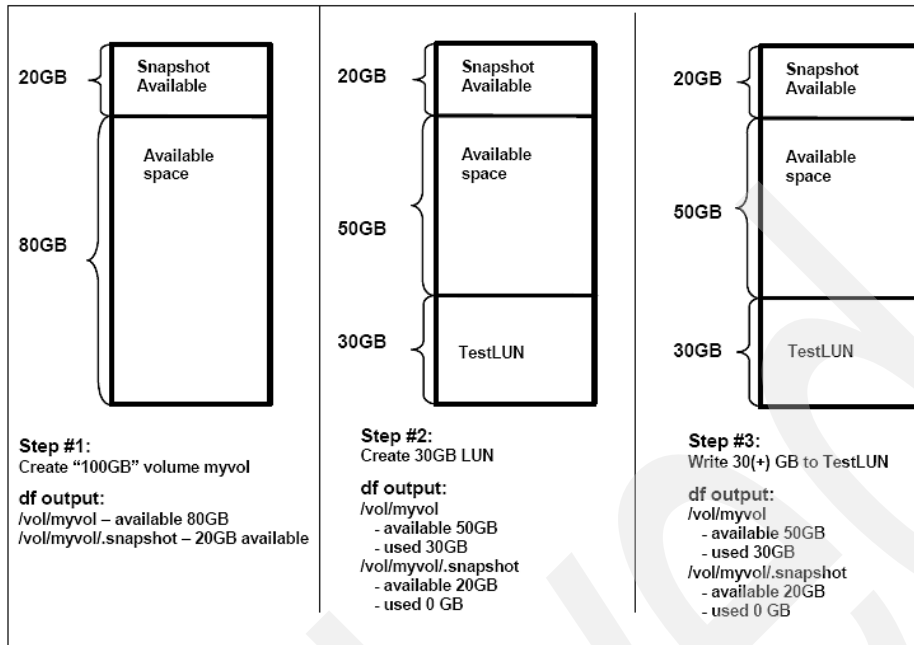 20GB
Snapshot
Available
80GB
Available
space
Step #1:
Create “100GB” volume myvol
df output:
/vol/myvol – available 80GB
/vol/myvol/.snapshot – 20GB available
20GB
Snapshot
Available
50GB
Available
space
30GB
TestLUN
Step #2:
Create 30GB LUN
df output:
/vol/myvol
- available 50GB
- used 30GB
/vol/myvol/.snapshot
- available 20GB
- used 0 GB
20GB
Snapshot
Available
50GB
Available
space
30GB
TestLUN
Step #3:
Write 30(+) GB to TestLUN
df output:
/vol/myvol
- available 50GB
- used 30GB
/vol/myvol/.snapshot
- available 20GB
- used 0 GB